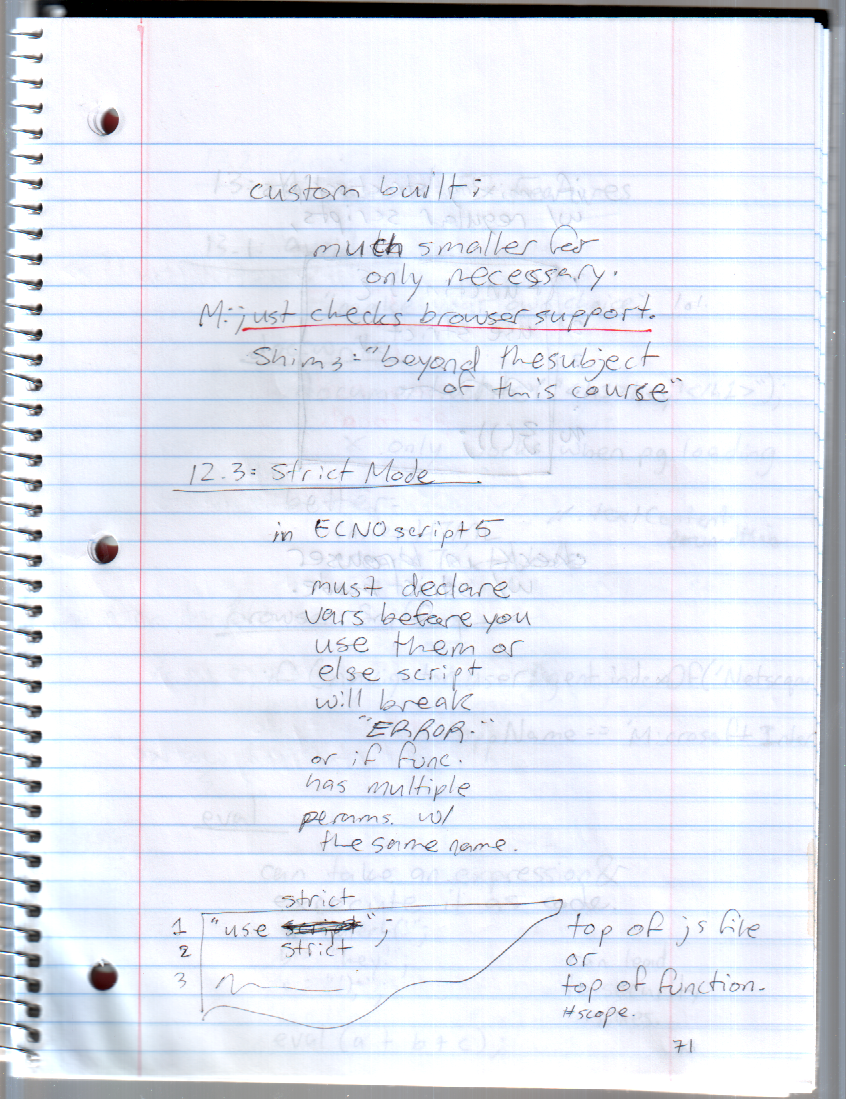 custom built:
much smaller for
only necessary.
M: just checks browser support.
Shims: "beyond the subject
of this course"
12.3: Strict Mode
in ECNOscript 5
must declare
vars before you
use them or
else script
will break
"ERROR."
or if func.
has multiple
perams. w/
the same name.
strict
1 "use script"; top of js file
2 strict or
3 top of function.
#scope.
71